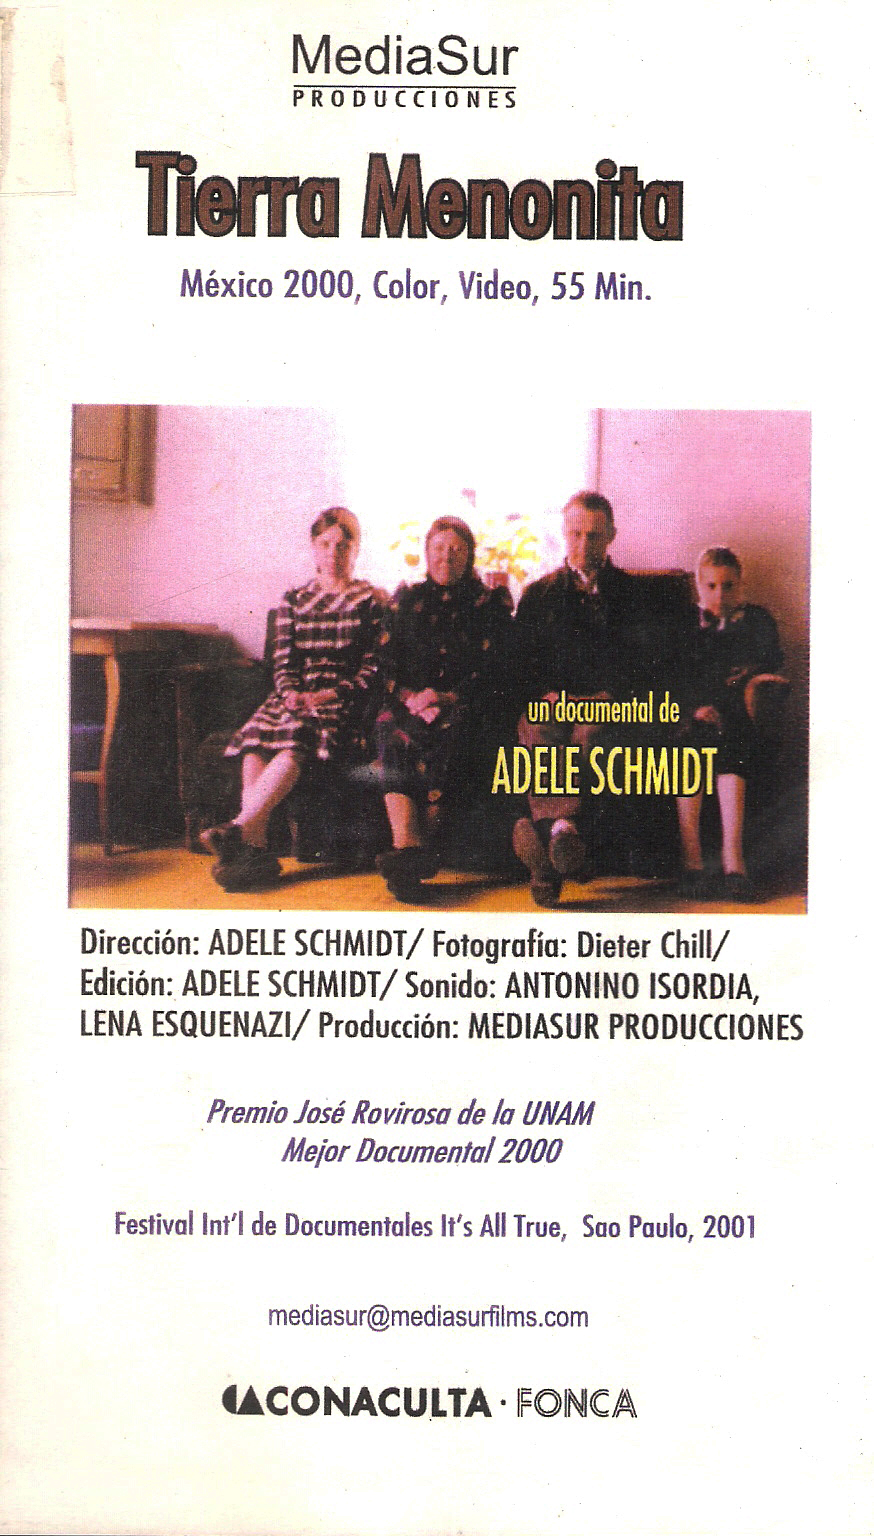 MediaSur
PRODUCCIONES
Tierra Menonita
México 2000, Color, Video, 55 Min.
un documental de
ADELE SCHMIDT
Dirección: ADELE SCHMIDT/ Fotografía: Dieter Chill/
Edición: ADELE SCHMIDT/ Sonido: ANTONINO ISORDIA,
LENA ESQUENAZI/ Producción: MEDIASUR PRODUCCIONES
Premio José Rovirosa de la UNAM
Mejor Documental 2000
Festival Int'l de Documentales It's All True, Sao Paulo, 2001
mediasur@mediasurfilms.com
CONACULTA · FONCA